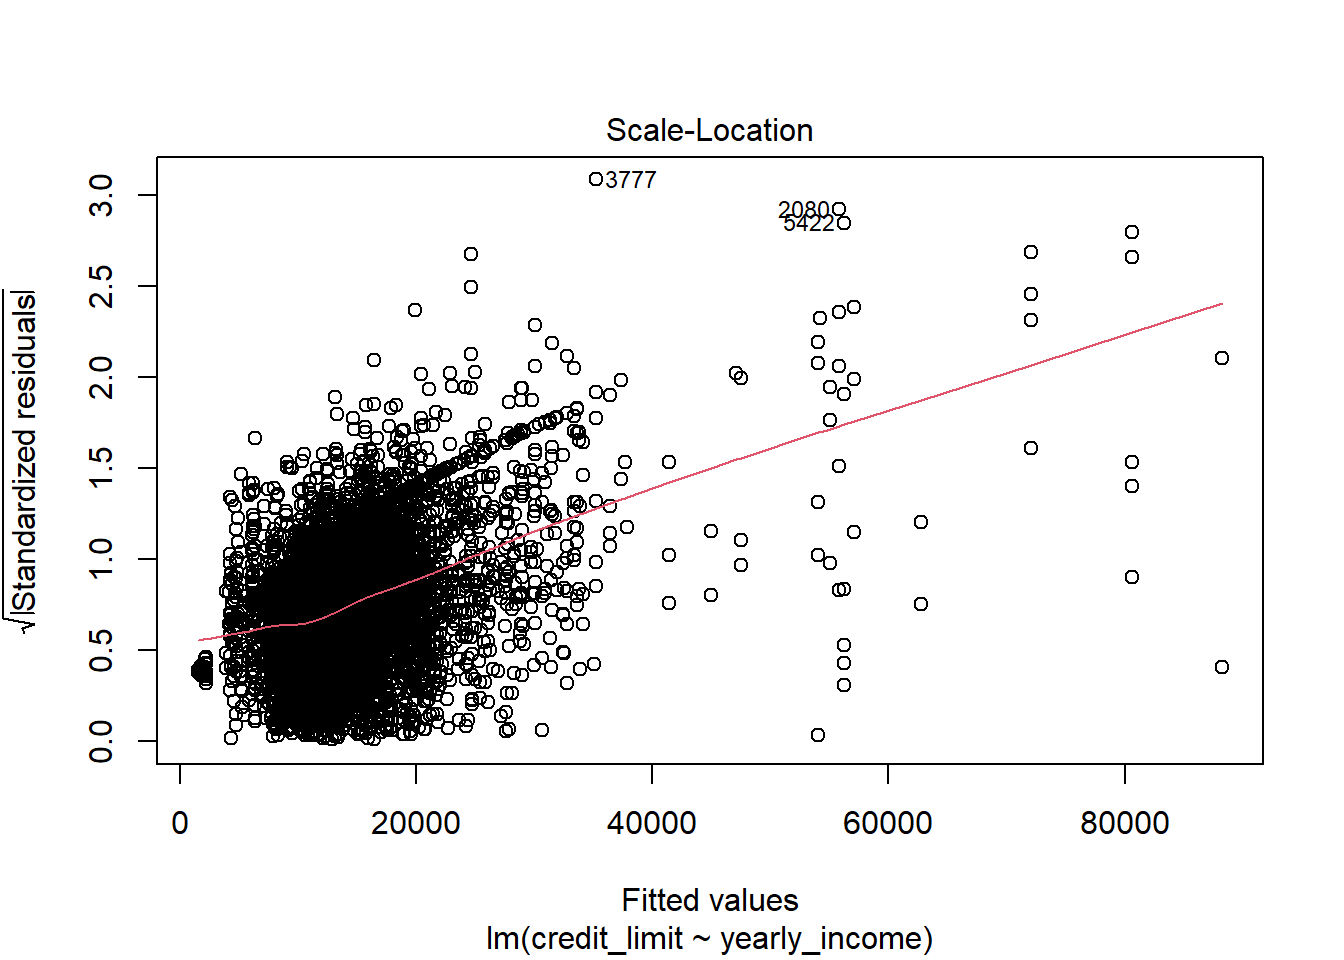 Scale-Location
√|Standardized residuals|
3.0
2.5
2.0
1.5
1.0
0.5
0.0
3777
2080
5422
0 20000 40000 60000 80000
Fitted values
lm(credit_limit ~ yearly_income)